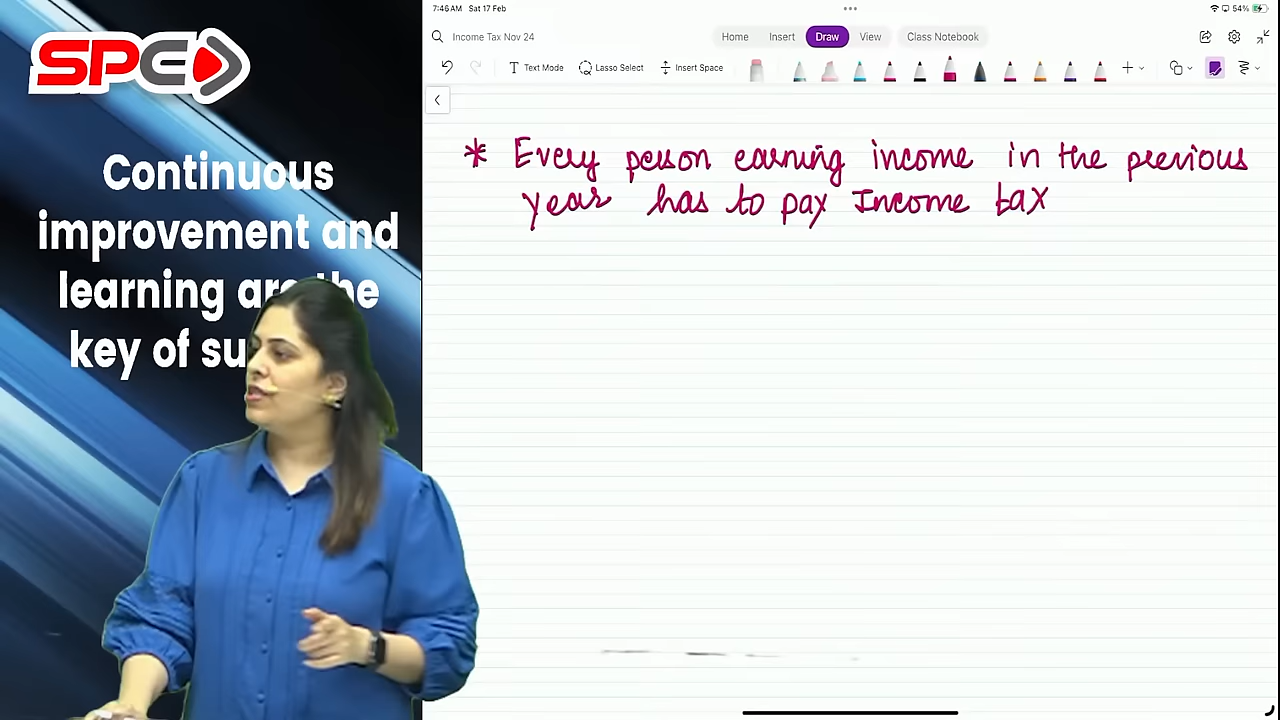 7:46 AM Sat 17 Feb
54%
Income Tax Nov 24
Home Insert Draw View Class Notebook
Text Mode Lasso Select Insert Space
SPE
Continuous
improvement and
learning are the
key of su
* Every person earning income in the previous
year has to pay Income tax